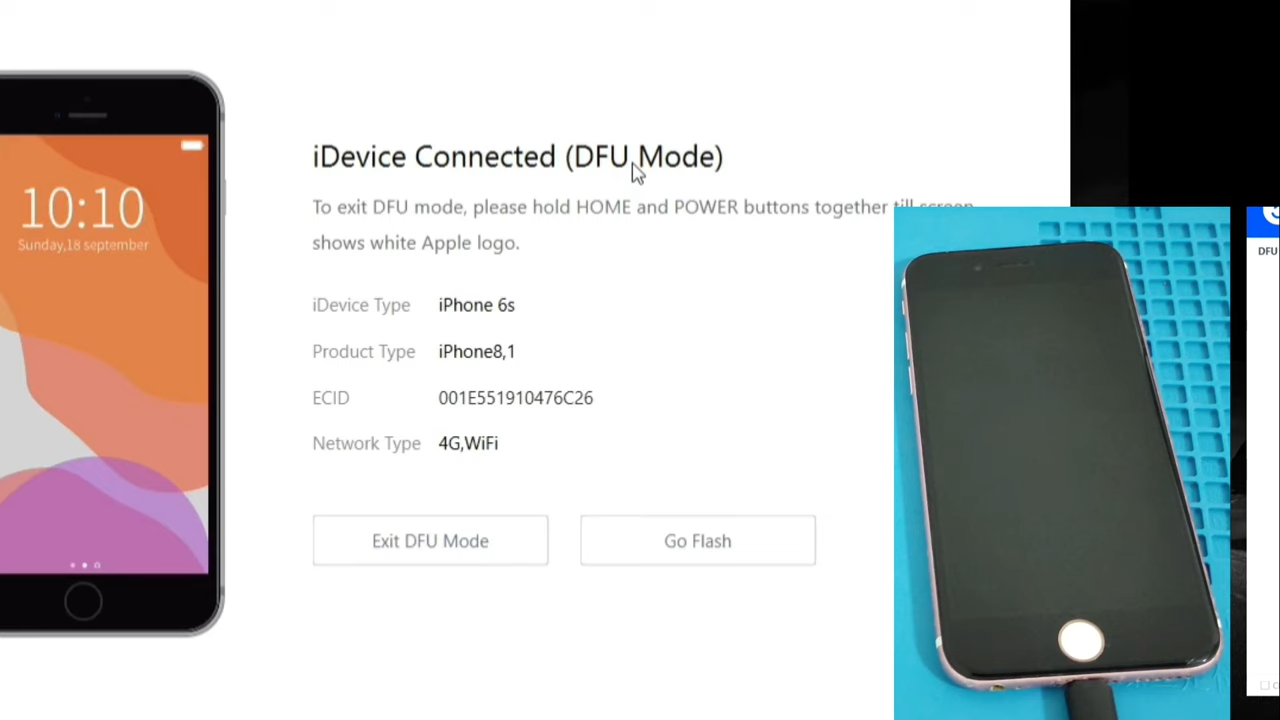 iDevice Connected (DFU Mode)
To exit DFU mode, please hold HOME and POWER buttons together till screen
shows white Apple logo.
10:10
Sunday,18 september
iDevice Type iPhone 6s
Product Type iPhone8,1
ECID 001E551910476C26
Network Type 4G,WiFi
Exit DFU Mode
Go Flash
DFU